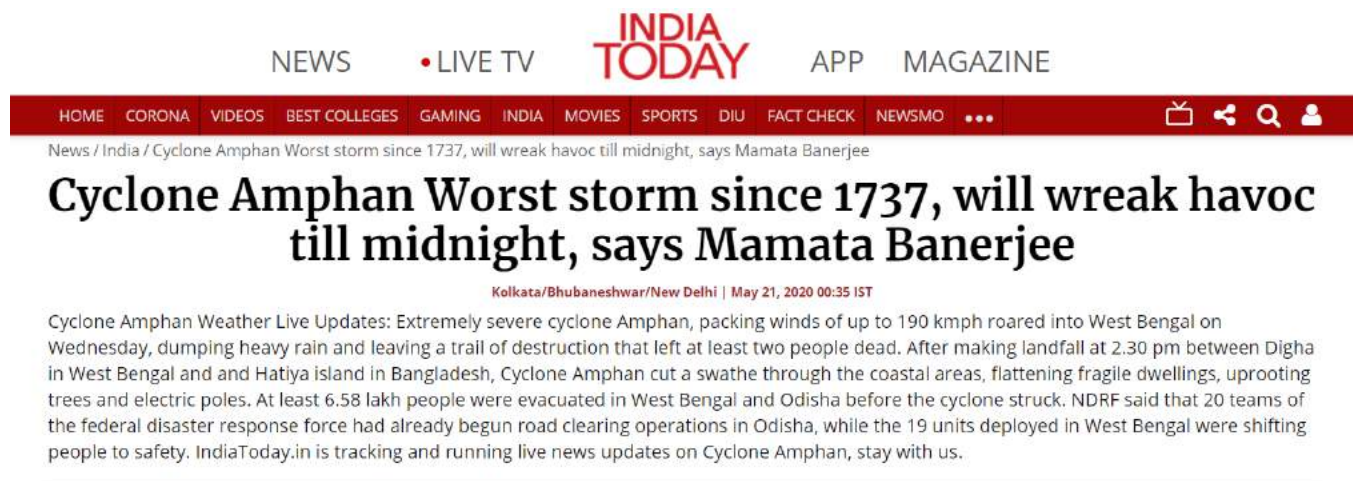 INDIA
TODAY
NEWS • LIVE TV APP MAGAZINE
HOME CORONA VIDEOS BEST COLLEGES GAMING INDIA MOVIES SPORTS DIU FACT CHECK NEWSMO •••
News / India / Cyclone Amphan Worst storm since 1737, will wreak havoc till midnight, says Mamata Banerjee
Cyclone Amphan Worst storm since 1737, will wreak havoc
till midnight, says Mamata Banerjee
Kolkata/Bhubaneshwar/New Delhi | May 21, 2020 00:35 IST
Cyclone Amphan Weather Live Updates: Extremely severe cyclone Amphan, packing winds of up to 190 kmph roared into West Bengal on
Wednesday, dumping heavy rain and leaving a trail of destruction that left at least two people dead. After making landfall at 2.30 pm between Digha
in West Bengal and and Hatiya island in Bangladesh, Cyclone Amphan cut a swathe through the coastal areas, flattening fragile dwellings, uprooting
trees and electric poles. At least 6.58 lakh people were evacuated in West Bengal and Odisha before the cyclone struck. NDRF said that 20 teams of
the federal disaster response force had already begun road clearing operations in Odisha, while the 19 units deployed in West Bengal were shifting
people to safety. IndiaToday.in is tracking and running live news updates on Cyclone Amphan, stay with us.